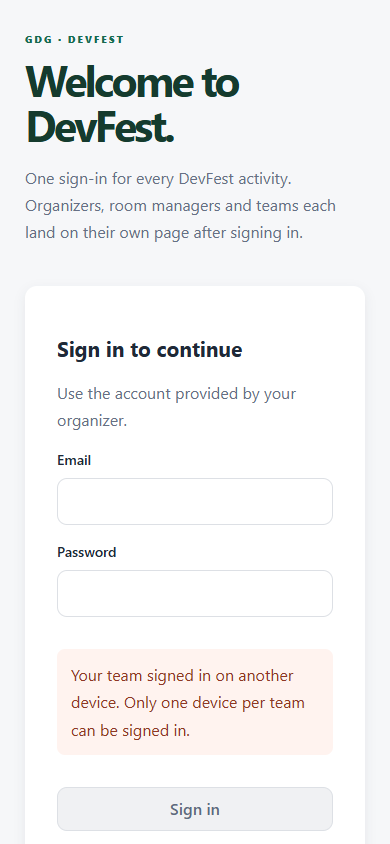 GDG • DEVFEST
Welcome to
DevFest.
One sign-in for every DevFest activity.
Organizers, room managers and teams each
land on their own page after signing in.
Sign in to continue
Use the account provided by your
organizer.
Email
Password
Your team signed in on another
device. Only one device per team
can be signed in.
Sign in